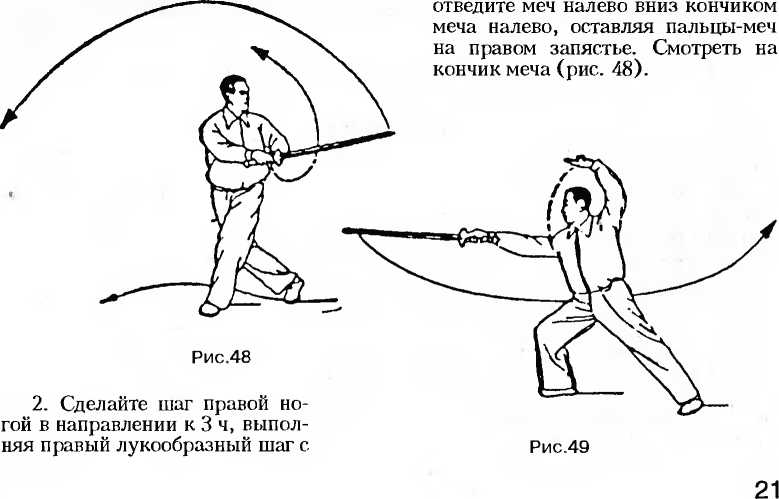 отведите меч налево вниз кончиком
меча налево, оставляя пальцы-меч
на правом запястье. Смотреть на
кончик меча (рис. 48).
Рис.48
2. Сделайте шаг правой но-
гой в направлении к 3 ч, выпол-
няя правый лукообразный шаг с
Рис.49
21